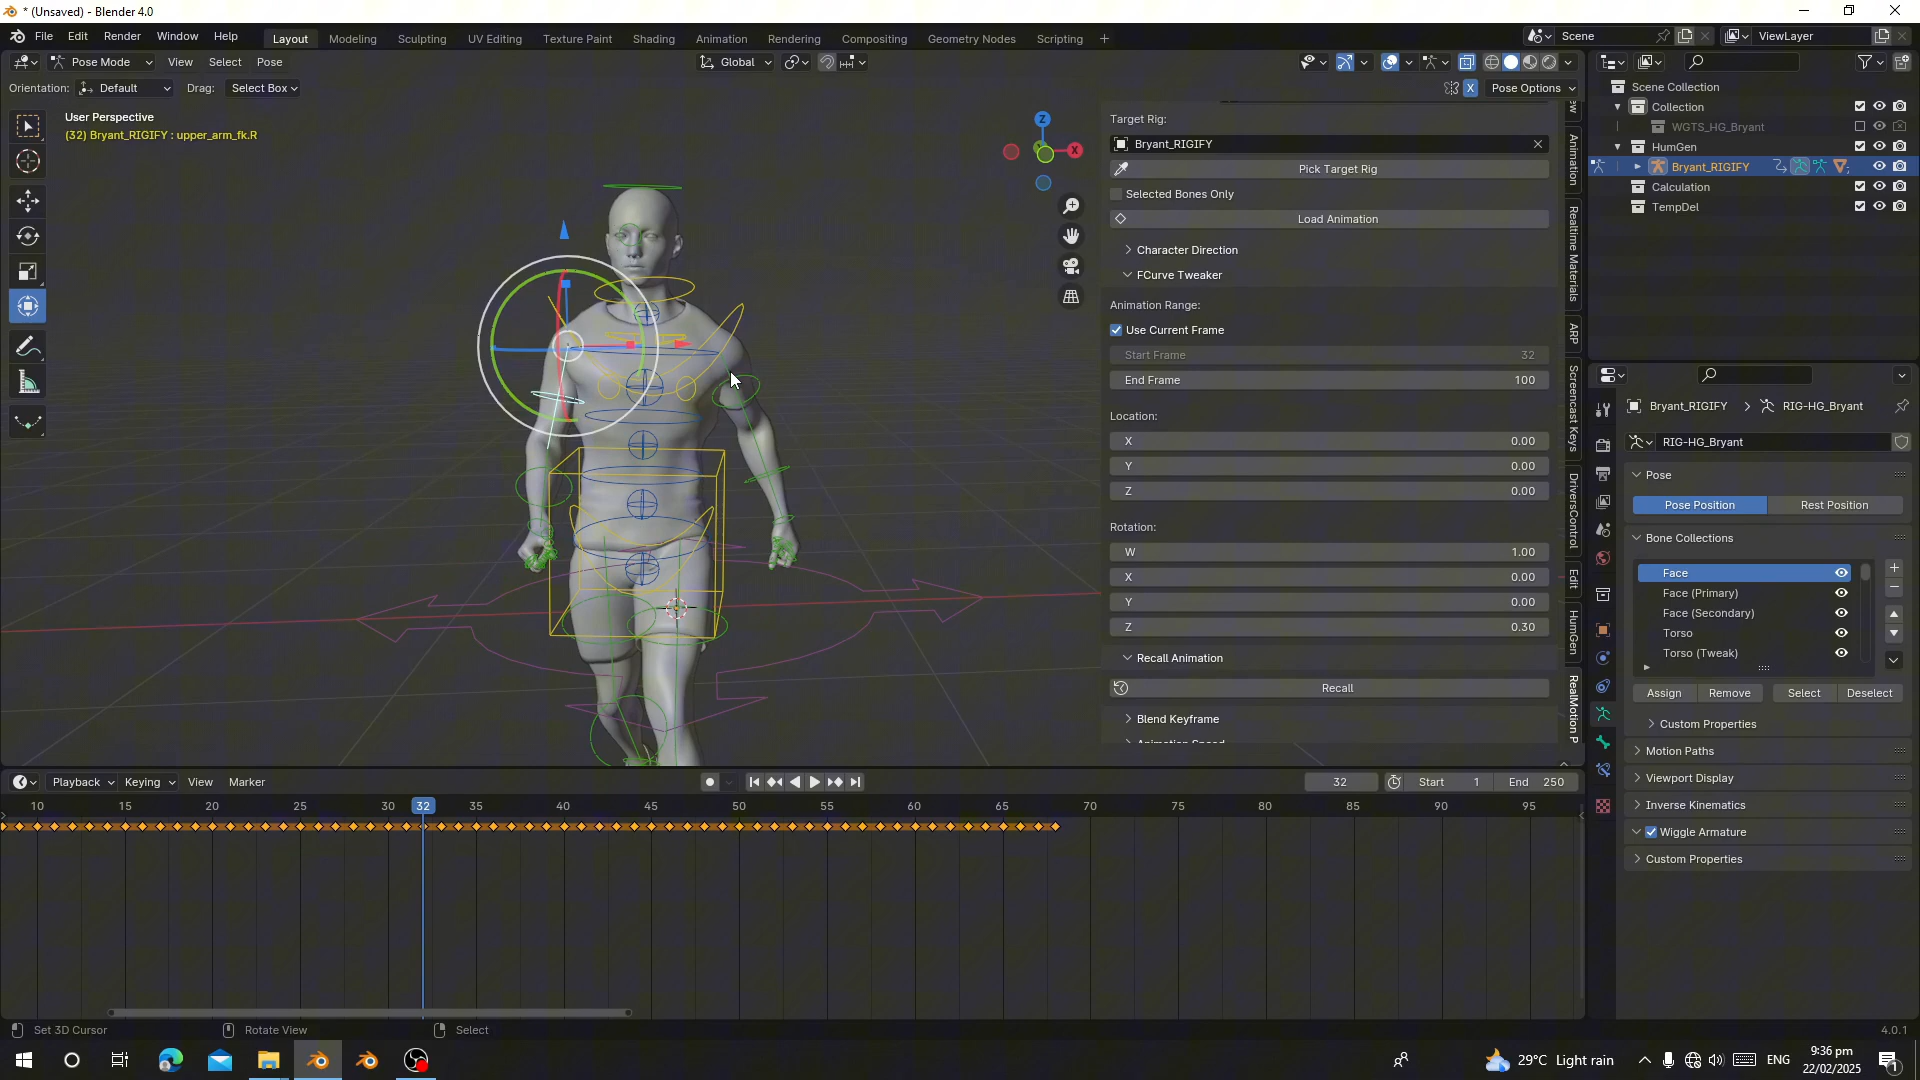 * (Unsaved) - Blender 4.0
File Edit Render Window Help
Layout Modeling Sculpting UV Editing Texture Paint Shading Animation Rendering Compositing Geometry Nodes Scripting +
Scene
ViewLayer
Pose Mode View Select Pose
Global
Orientation: Default Drag: Select Box
X Pose Options
User Perspective
(32) Bryant_RIGIFY : upper_arm_fk.R
Z
X
Target Rig:
Bryant_RIGIFY
Pick Target Rig
Selected Bones Only
Load Animation
Character Direction
FCurve Tweaker
Animation Range:
Use Current Frame
Start Frame 32
End Frame 100
Location:
X 0.00
Y 0.00
Z 0.00
Rotation:
W 1.00
X 0.00
Y 0.00
Z 0.30
Recall Animation
Recall
Blend Keyframe
Animation Speed
Animation
Realtime Materials
ARP
Screencast Keys
DriversControl
Edit
HumGen
RealMotion P
Scene Collection
Collection
WGTS_HG_Bryant
HumGen
Bryant_RIGIFY
Calculation
TempDel
Bryant_RIGIFY > RIG-HG_Bryant
RIG-HG_Bryant
Pose
Pose Position Rest Position
Bone Collections
Face
Face (Primary)
Face (Secondary)
Torso
Torso (Tweak)
Assign Remove Select Deselect
Custom Properties
Motion Paths
Viewport Display
Inverse Kinematics
Wiggle Armature
Custom Properties
Playback Keying View Marker
32 Start 1 End 250
10 15 20 25 30 32 35 40 45 50 55 60 65 70 75 80 85 90 95
Set 3D Cursor Rotate View Select
4.0.1
29°C Light rain
ENG
9:36 pm
22/02/2025
1